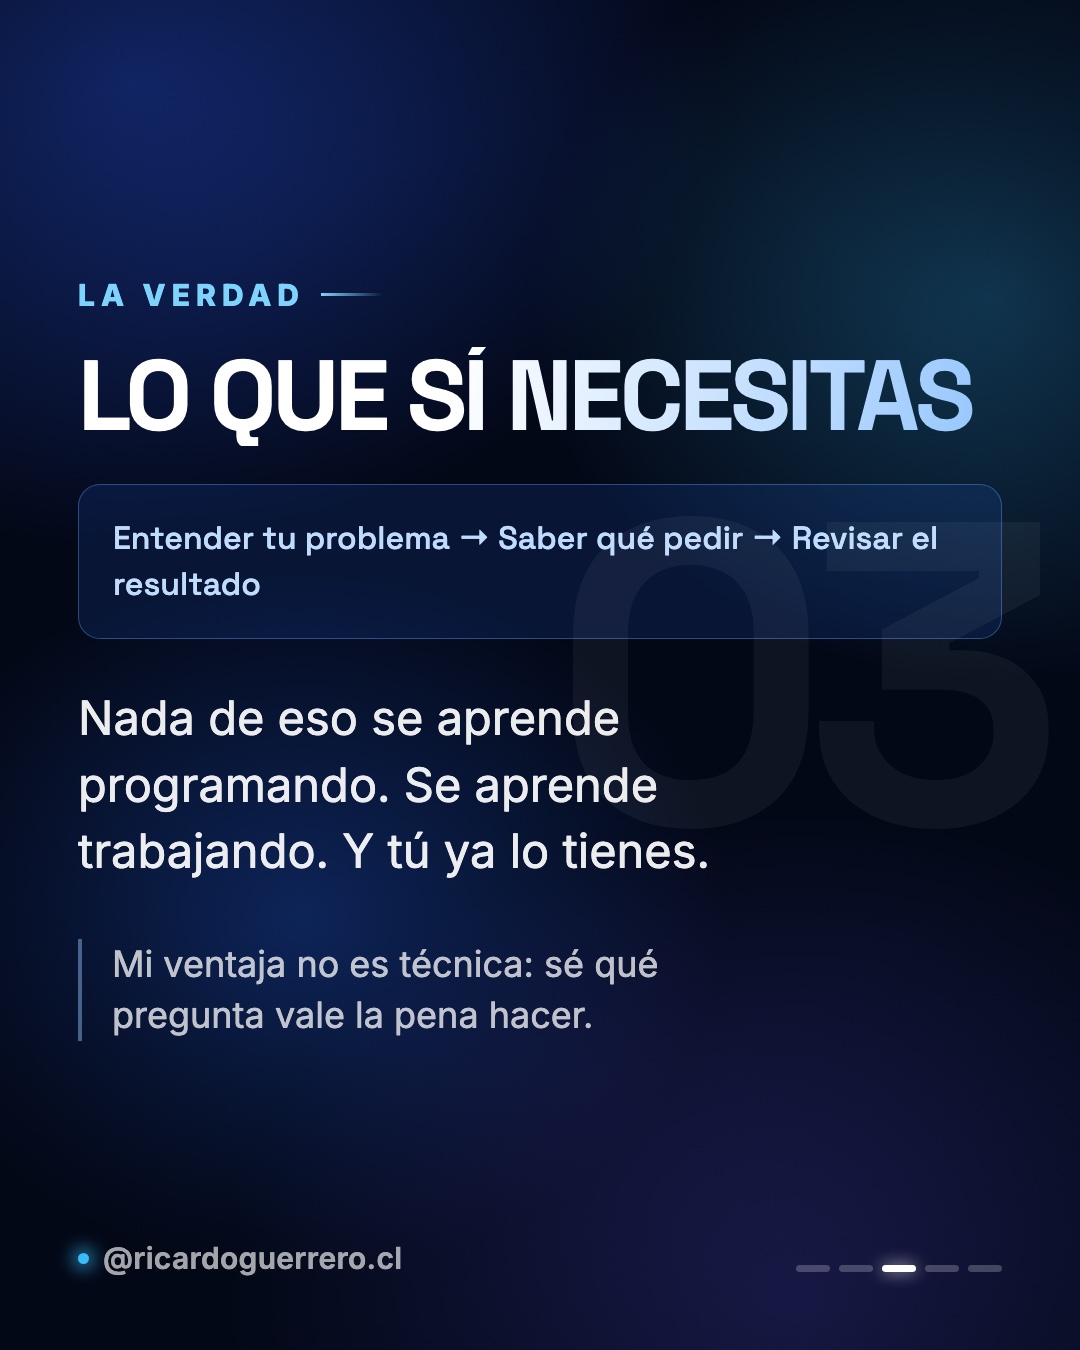 LA VERDAD
LO QUE SÍ NECESITAS
Entender tu problema → Saber qué pedir → Revisar el
resultado
03
Nada de eso se aprende
programando. Se aprende
trabajando. Y tú ya lo tienes.
Mi ventaja no es técnica: sé qué
pregunta vale la pena hacer.
@ricardoguerrero.cl